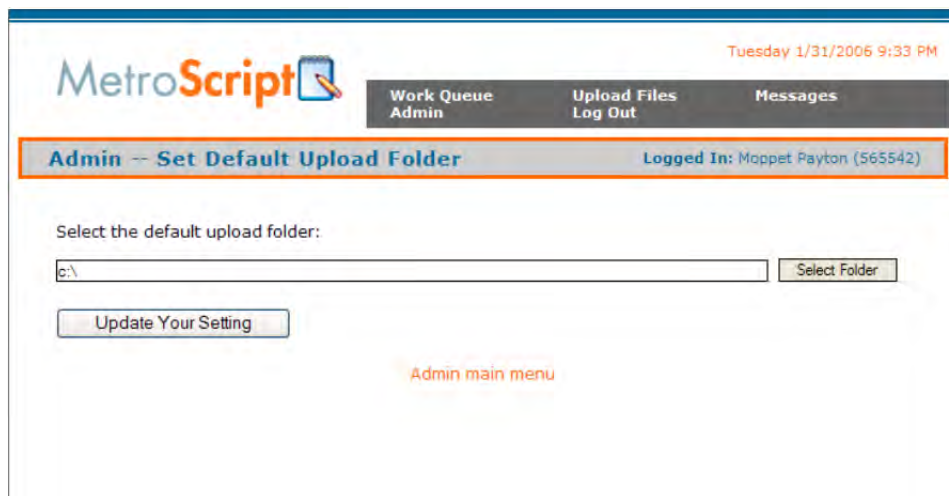 Tuesday 1/31/2006 9:33 PM
MetroScript
Work Queue Upload Files Messages
Admin Log Out
Admin -- Set Default Upload Folder Logged In: Moppet Payton (565542)
Select the default upload folder:
c:\ Select Folder
Update Your Setting
Admin main menu